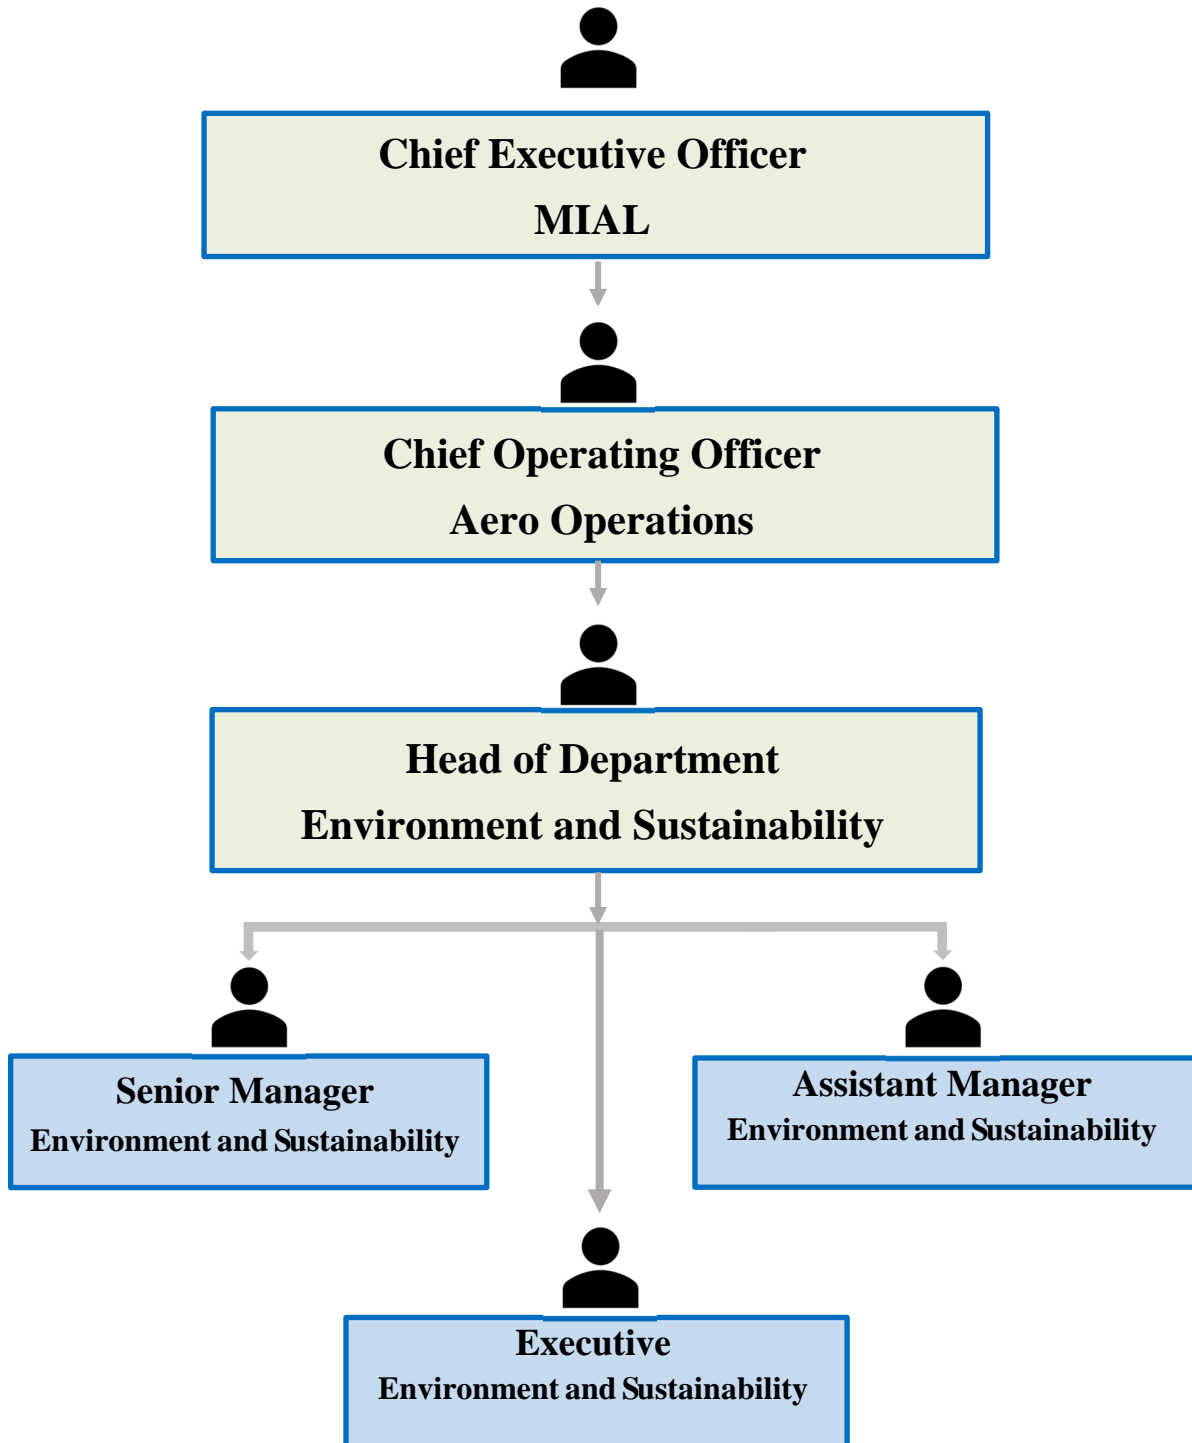 Chief Executive Officer
MIAL
Chief Operating Officer
Aero Operations
Head of Department
Environment and Sustainability
Senior Manager
Environment and Sustainability
Assistant Manager
Environment and Sustainability
Executive
Environment and Sustainability